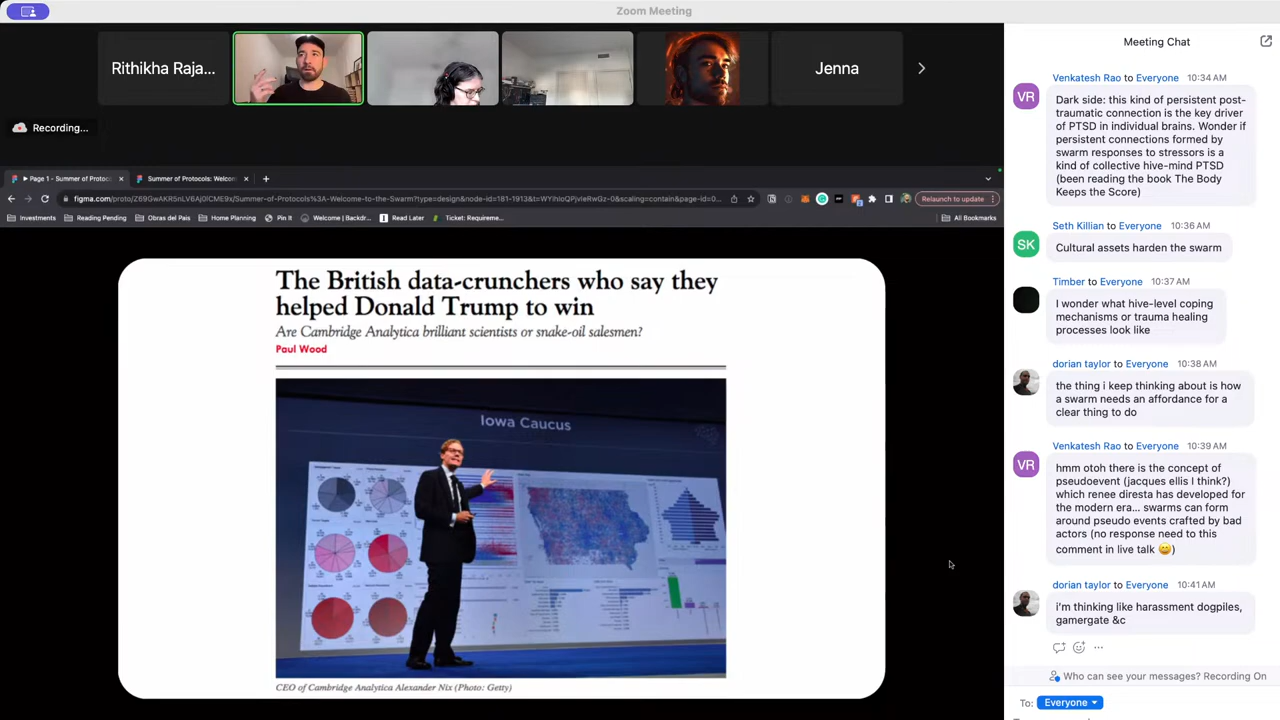 Zoom Meeting
Rithikha Raja...
Jenna
Recording...
Page 1 - Summer of Protoc
Summer of Protocols: Welcom
figma.com/proto/
Relaunch to update
Investments
Reading Pending
Obras del Pais
Home Planning
Pin It
Welcome | Backdr...
Read Later
Ticket: Requireme...
All Bookmarks
The British data-crunchers who say they
helped Donald Trump to win
Are Cambridge Analytica brilliant scientists or snake-oil salesmen?
Paul Wood
Iowa Caucus
CEO of Cambridge Analytica Alexander Nix (Photo: Getty)
Meeting Chat
Venkatesh Rao to Everyone 10:34 AM
VR
Dark side: this kind of persistent post-
traumatic connection is the key driver
of PTSD in individual brains. Wonder if
persistent connections formed by
swarm responses to stressors is a
kind of collective hive-mind PTSD
(been reading the book The Body
Keeps the Score)
Seth Killian to Everyone 10:36 AM
SK
Cultural assets harden the swarm
Timber to Everyone 10:37 AM
I wonder what hive-level coping
mechanisms or trauma healing
processes look like
dorian taylor to Everyone 10:38 AM
the thing i keep thinking about is how
a swarm needs an affordance for a
clear thing to do
Venkatesh Rao to Everyone 10:39 AM
VR
hmm otoh there is the concept of
pseudoevent (jacques ellis I think?)
which renee diresta has developed for
the modern era... swarms can form
around pseudo events crafted by bad
actors (no response need to this
comment in live talk 😄)
dorian taylor to Everyone 10:41 AM
i'm thinking like harassment dogpiles,
gamergate &c
Who can see your messages? Recording On
To: Everyone